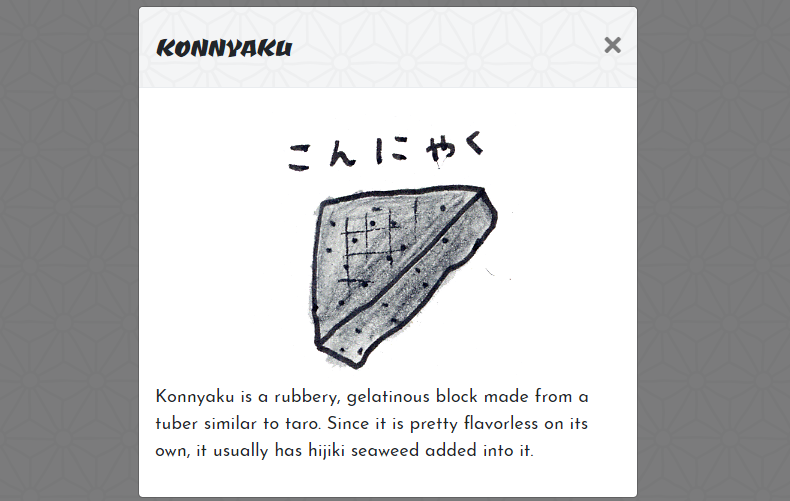 KONNYAKU
こんにゃく
Konnyaku is a rubbery, gelatinous block made from a
tuber similar to taro. Since it is pretty flavorless on its
own, it usually has hijiki seaweed added into it.